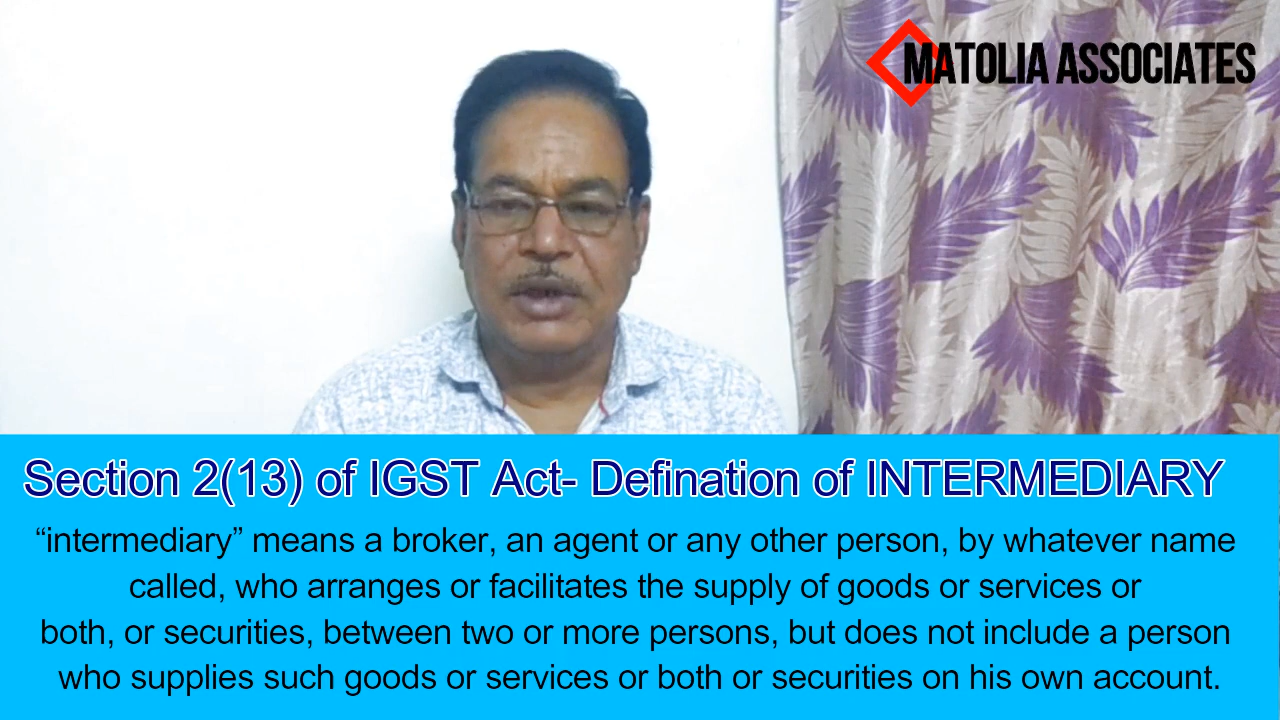 MATOLIA ASSOCIATES
Section 2(13) of IGST Act- Defination of INTERMEDIARY
“intermediary” means a broker, an agent or any other person, by whatever name
called, who arranges or facilitates the supply of goods or services or
both, or securities, between two or more persons, but does not include a person
who supplies such goods or services or both or securities on his own account.